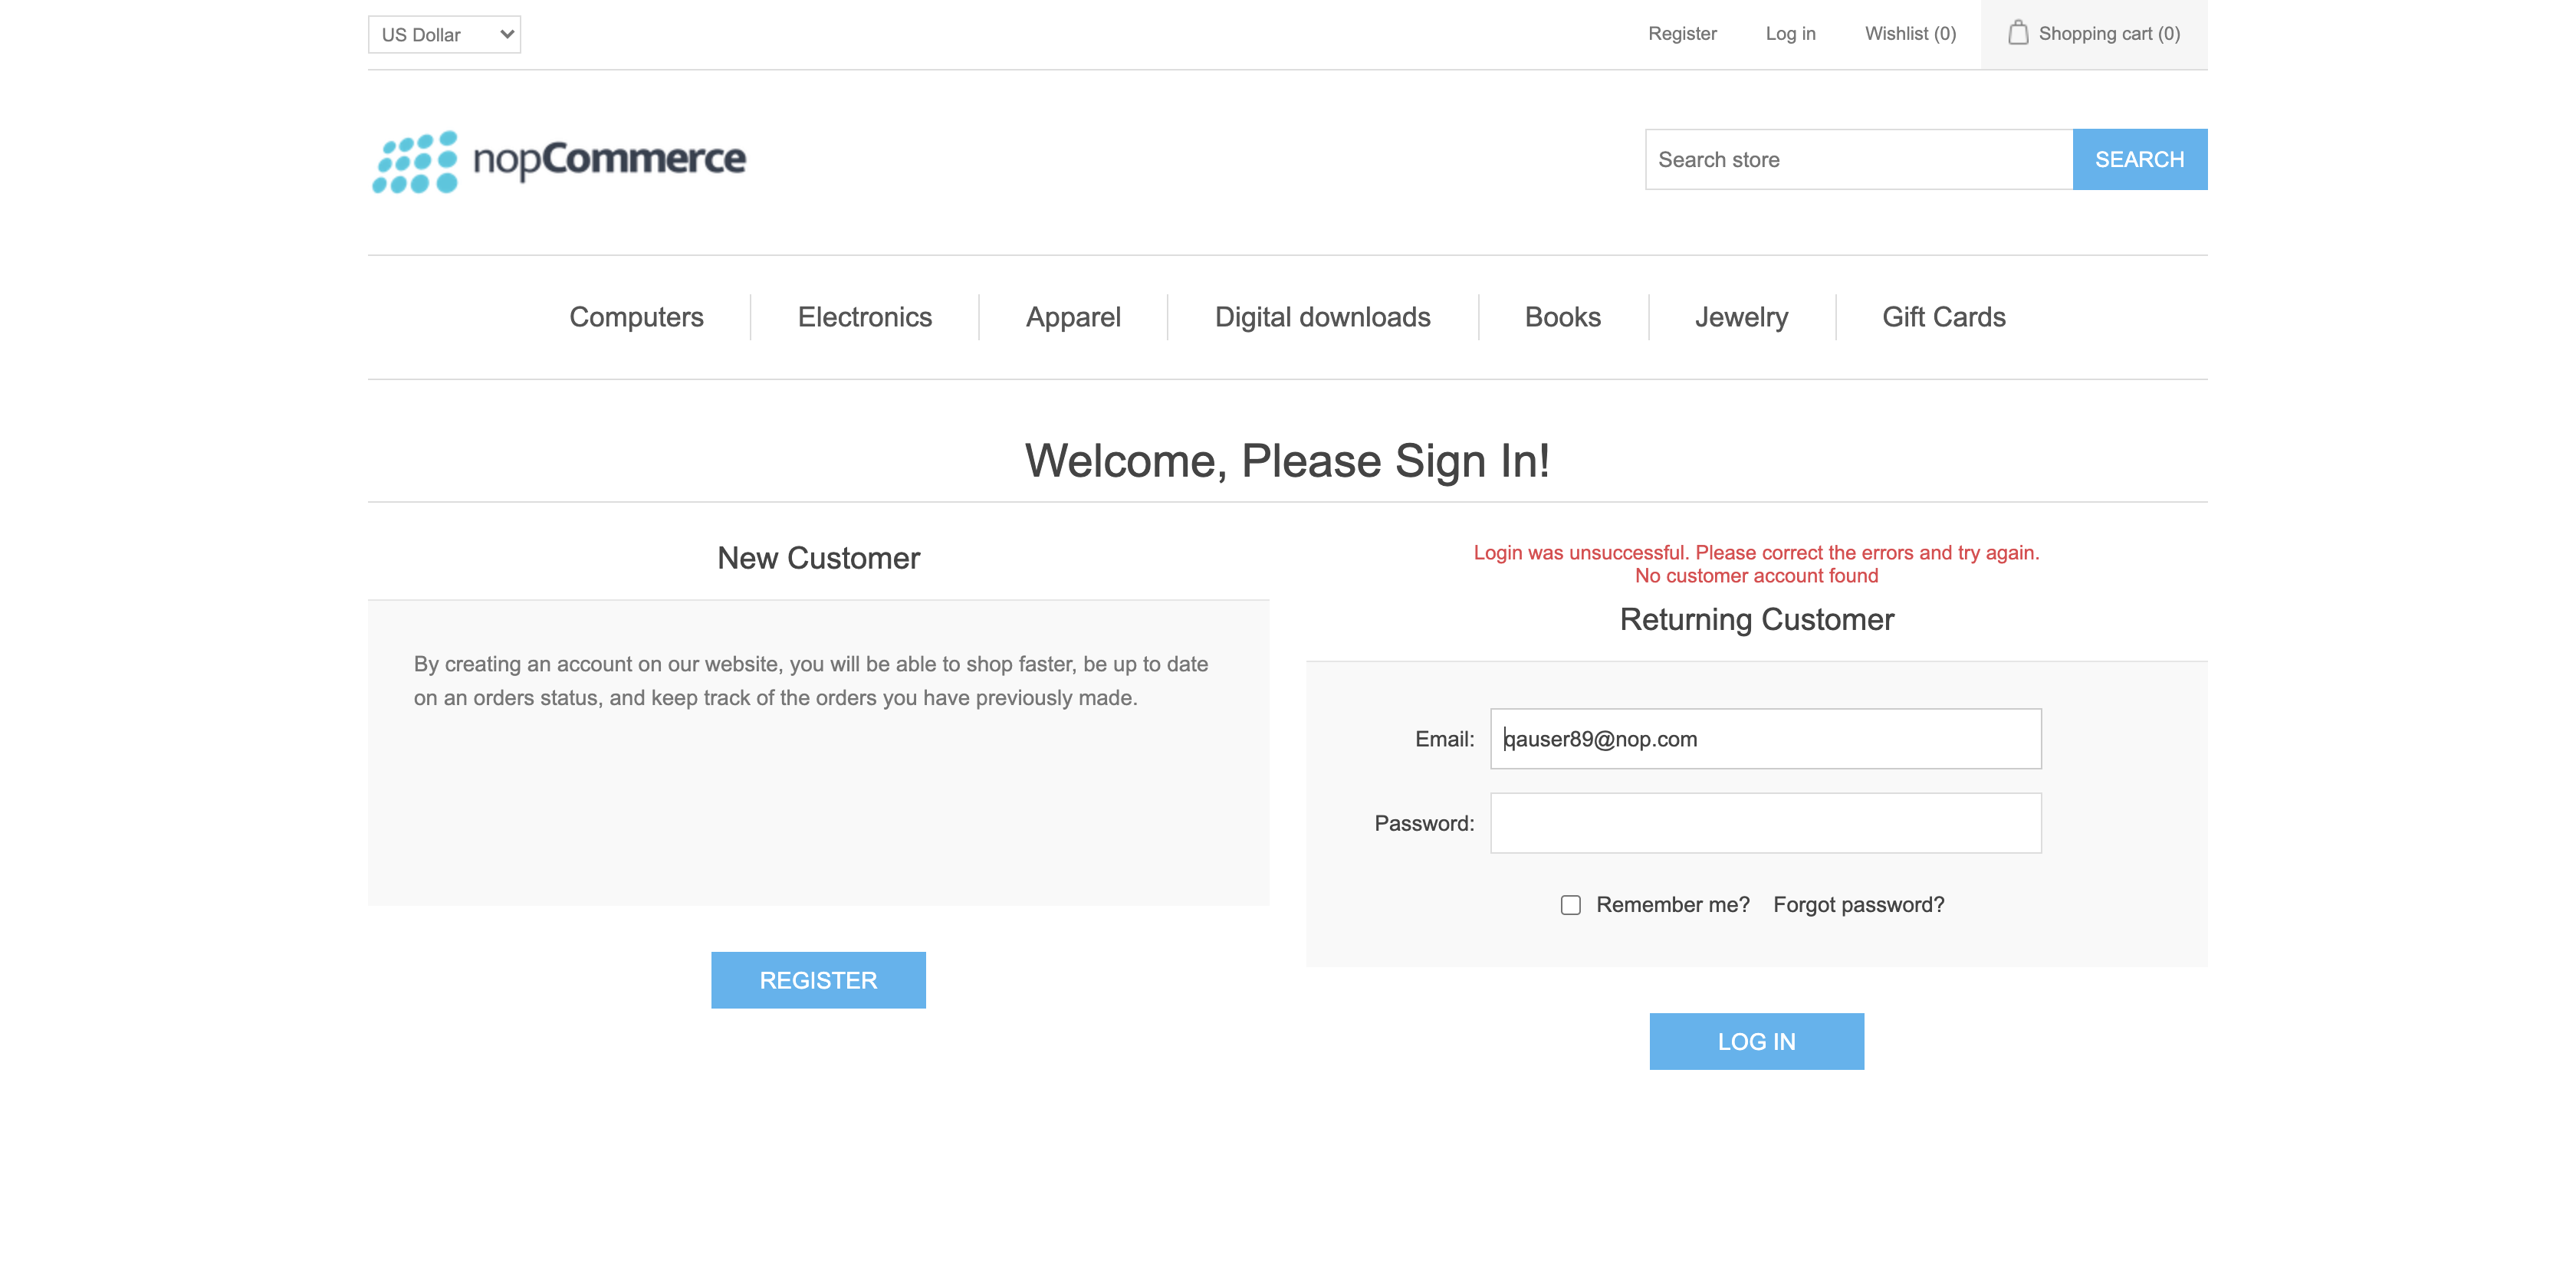 US Dollar
Register Log in Wishlist (0) Shopping cart (0)
nopCommerce
Search store SEARCH
Computers Electronics Apparel Digital downloads Books Jewelry Gift Cards
Welcome, Please Sign In!
New Customer
By creating an account on our website, you will be able to shop faster, be up to date
on an orders status, and keep track of the orders you have previously made.
REGISTER
Login was unsuccessful. Please correct the errors and try again.
No customer account found
Returning Customer
Email: qauser89@nop.com
Password:
Remember me? Forgot password?
LOG IN